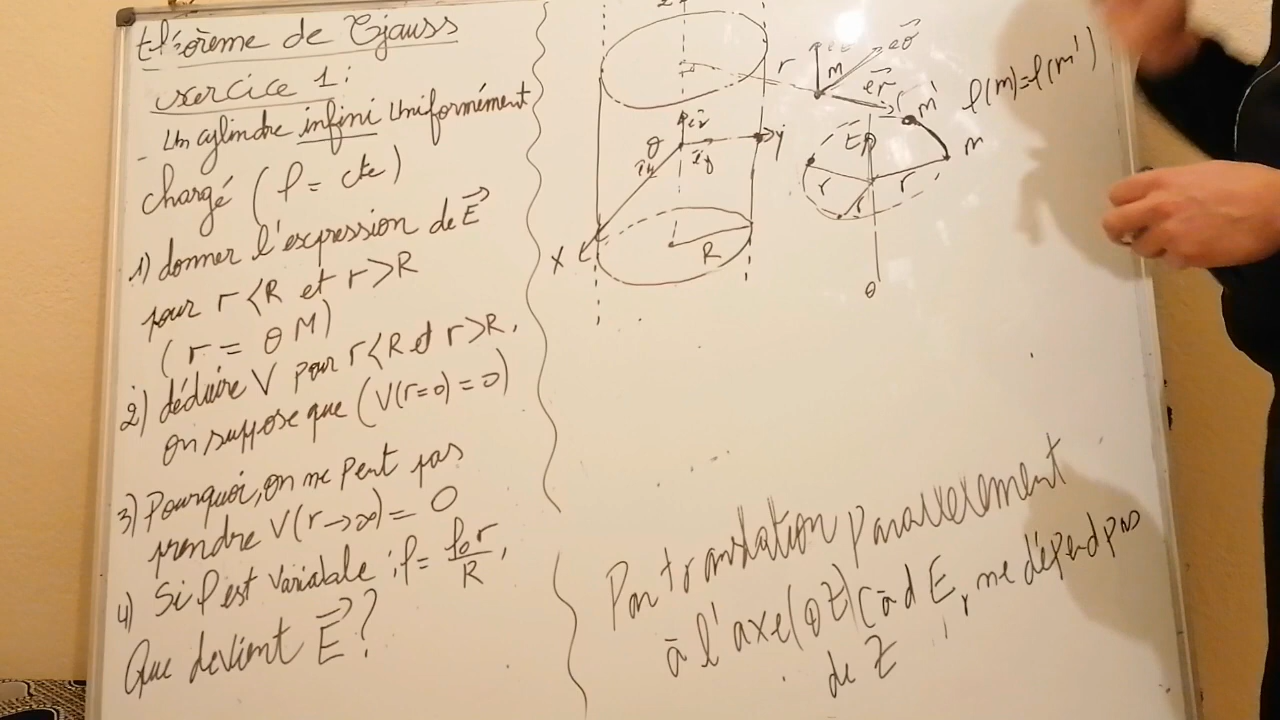 théorème de Gauss
exercice 1:
- Un cylindre infini Uniformément
chargé (ρ = cte)
1) donner l'expression de E⃗
pour r < R et r > R
(r = OM)
2) déduire V pour r < R et r > R,
on suppose que (V(r=0) = 0)
3) Pourquoi, on ne peut pas
prendre V(r→∞) = 0
4) Si ρ est variable : ρ = ρ₀r/R,
Que devient E⃗ ?
r
M
e⃗θ
e⃗r
M'
ρ(M) = ρ(M')
M
O
y
X
R
r
r
r
O
Par translation parallèlement
à l'axe (OZ) càd E, ne dépend pas
de Z